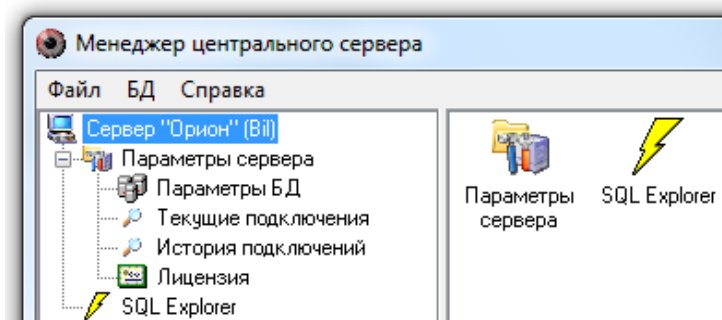 Менеджер центрального сервера
Файл БД Справка
Сервер "Орион" (Bil)
Параметры сервера
Параметры БД
Текущие подключения
История подключений
Лицензия
SQL Explorer
Параметры
сервера
SQL Explorer